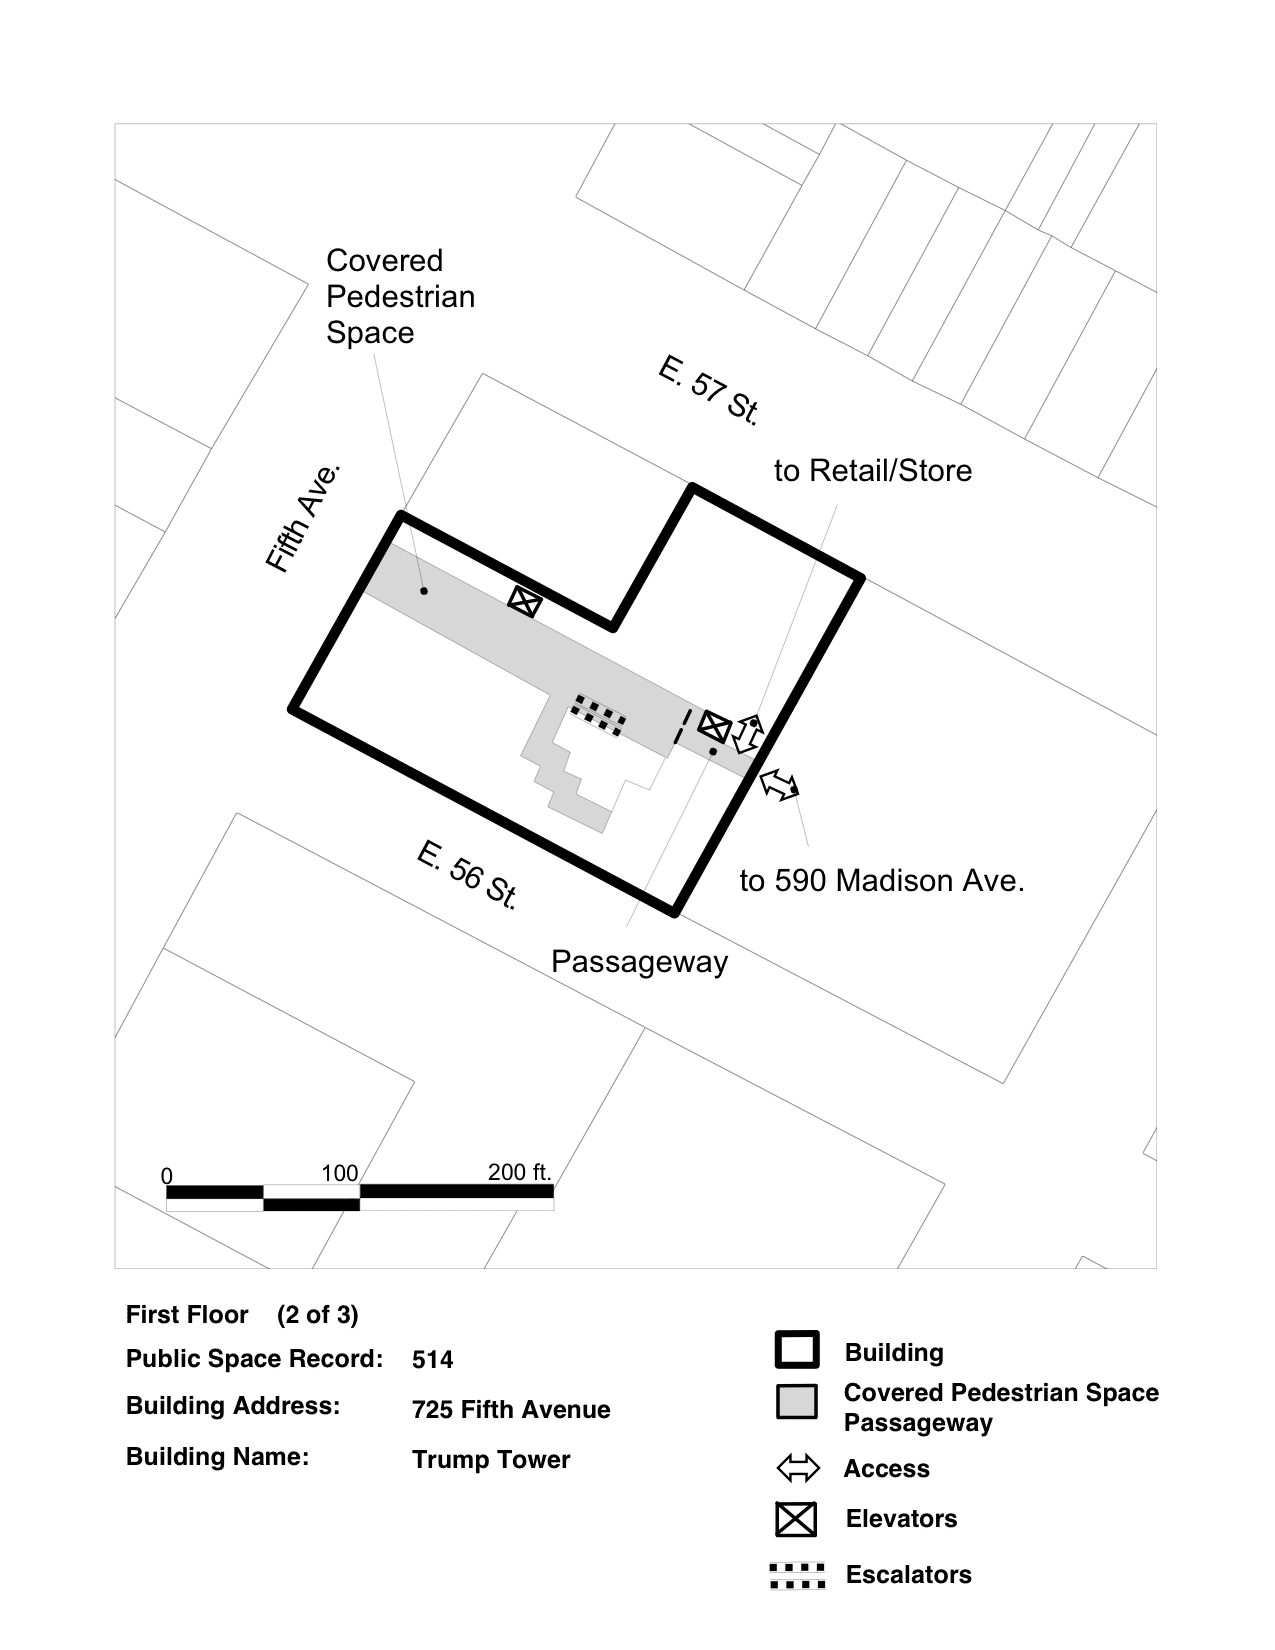 Covered
Pedestrian
Space
E. 57 St.
to Retail/Store
Fifth Ave.
E. 56 St.
to 590 Madison Ave.
Passageway
0 100 200 ft.
First Floor (2 of 3)
Public Space Record: 514
Building Address: 725 Fifth Avenue
Building Name: Trump Tower
Building
Covered Pedestrian Space
Passageway
Access
Elevators
Escalators